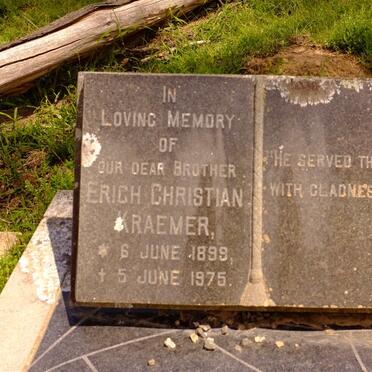 IN
LOVING MEMORY
OF
OUR DEAR BROTHER
ERICH CHRISTIAN
KRAEMER,
* 6 JUNE 1899,
† 5 JUNE 1975.
"HE SERVED TH
WITH GLADNES